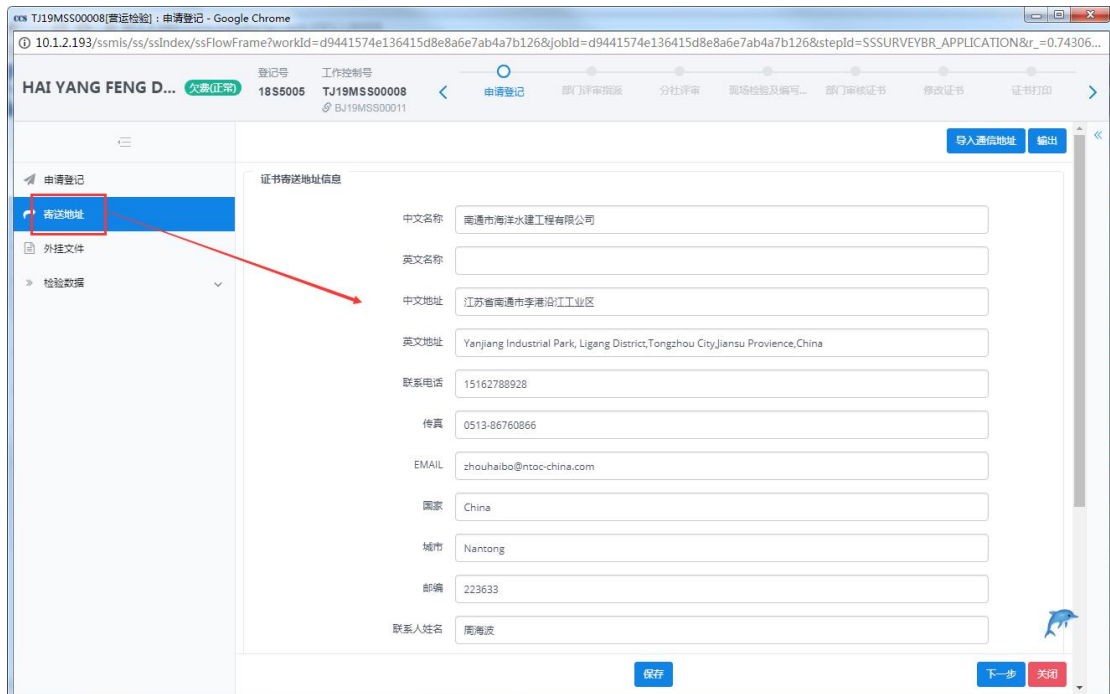 CCS TJ19MSS00008[营运检验]：申请登记 - Google Chrome
10.1.2.193/ssmis/ss/ssIndex/ssFlowFrame?workId=d9441574e136415d8e8a6e7ab4a7b126&jobId=d9441574e136415d8e8a6e7ab4a7b126&stepId=SSSURVEYBR_APPLICATION&r_=0.74306...
HAI YANG FENG D... 欠费(正常)
登记号 工作控制号
18S5005 TJ19MSS00008
BJ19MSS00011
申请登记 部门评审指派 分社评审 现场检验及编写... 部门审核证书 修改证书 证书打印
导入通信地址 输出
申请登记
寄送地址
外挂文件
检验数据
证书寄送地址信息
中文名称 南通市海洋水建工程有限公司
英文名称
中文地址 江苏省南通市李港沿江工业区
英文地址 Yanjiang Industrial Park, Ligang District,Tongzhou City,Jiansu Provience,China
联系电话 15162788928
传真 0513-86760866
EMAIL zhouhaibo@ntoc-china.com
国家 China
城市 Nantong
邮编 223633
联系人姓名 周海波
保存 下一步 关闭